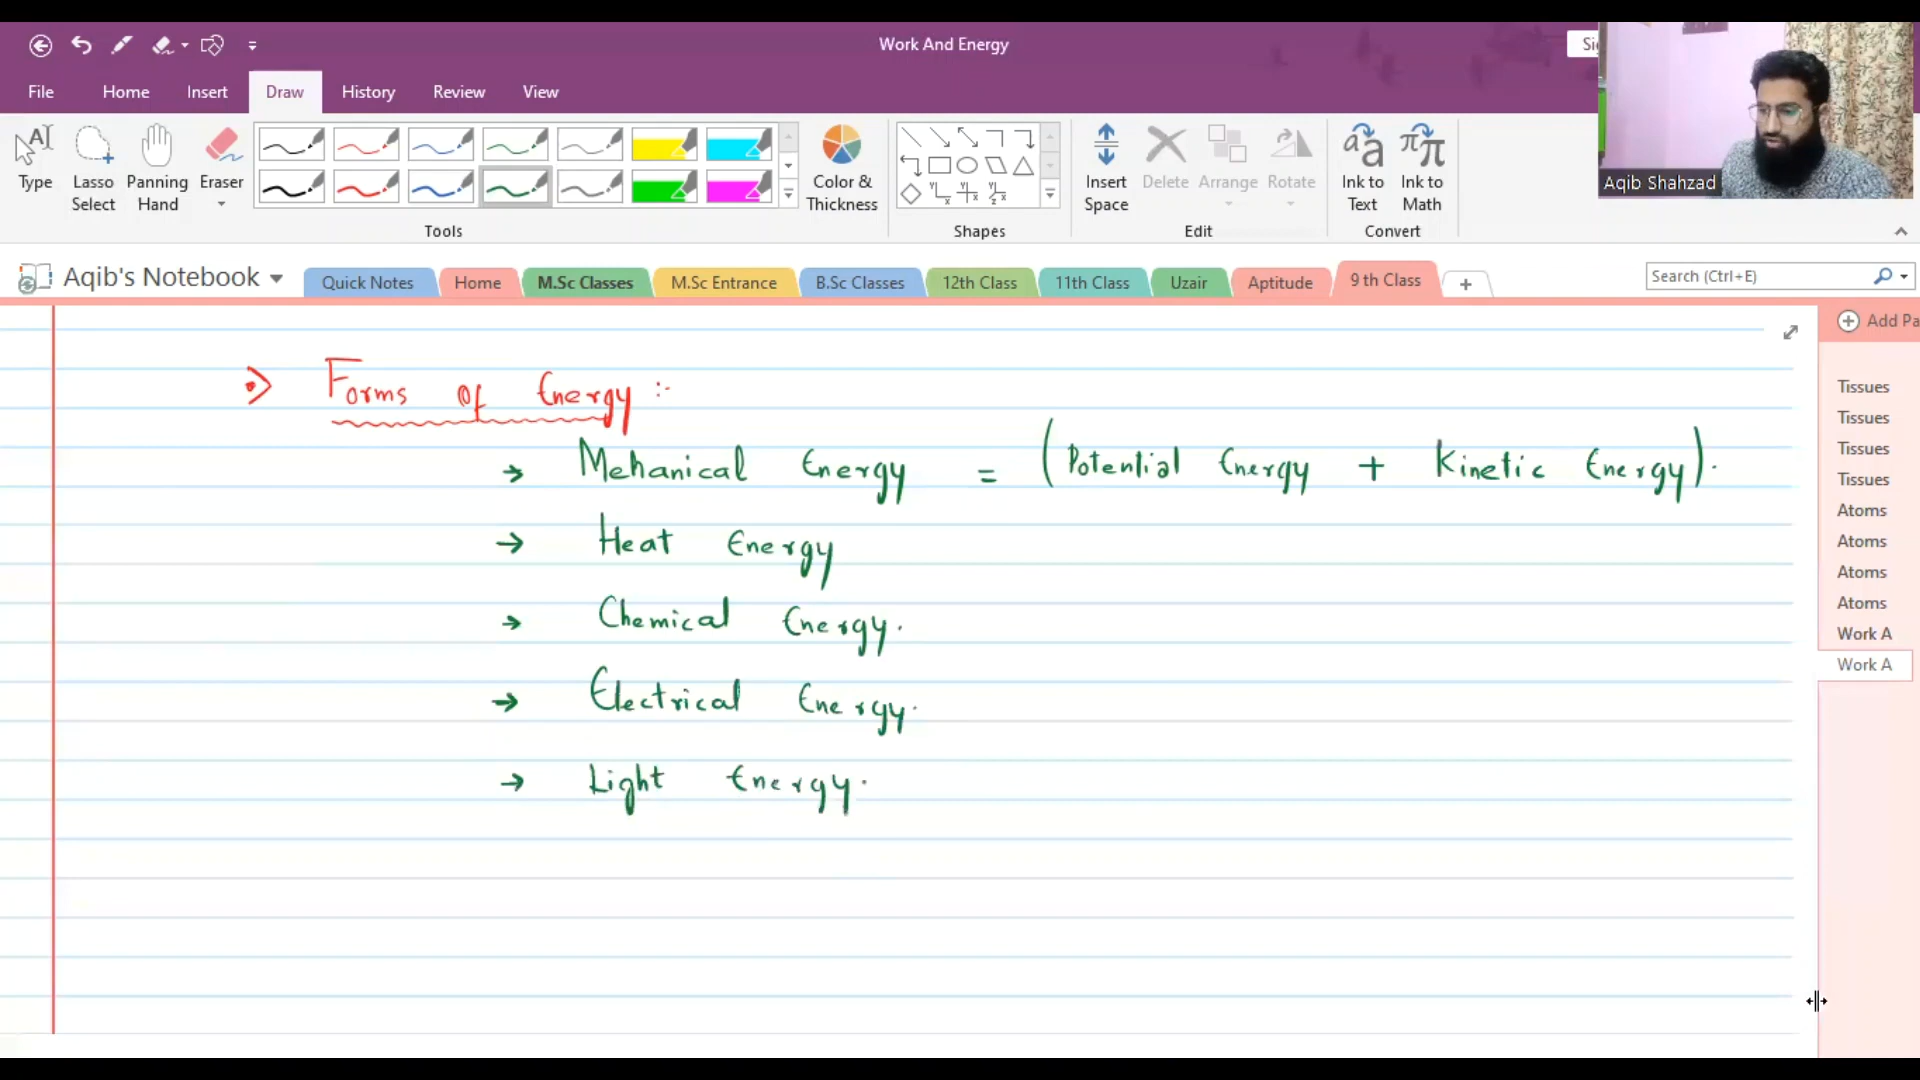 Work And Energy
Si
File Home Insert Draw History Review View
Type Lasso Select Panning Hand Eraser Color & Thickness Insert Space Delete Arrange Rotate Ink to Text Ink to Math
Aqib Shahzad
Tools Shapes Edit Convert
Aqib's Notebook Quick Notes Home M.Sc Classes M.Sc Entrance B.Sc Classes 12th Class 11th Class Uzair Aptitude 9 th Class Search (Ctrl+E)
Add Pa
Forms Of Energy :-
→ Mehanical Energy = (Potential Energy + Kinetic Energy).
→ Heat Energy
→ Chemical Energy.
→ Electrical Energy.
→ Light Energy.
Tissues
Tissues
Tissues
Tissues
Atoms
Atoms
Atoms
Atoms
Work A
Work A